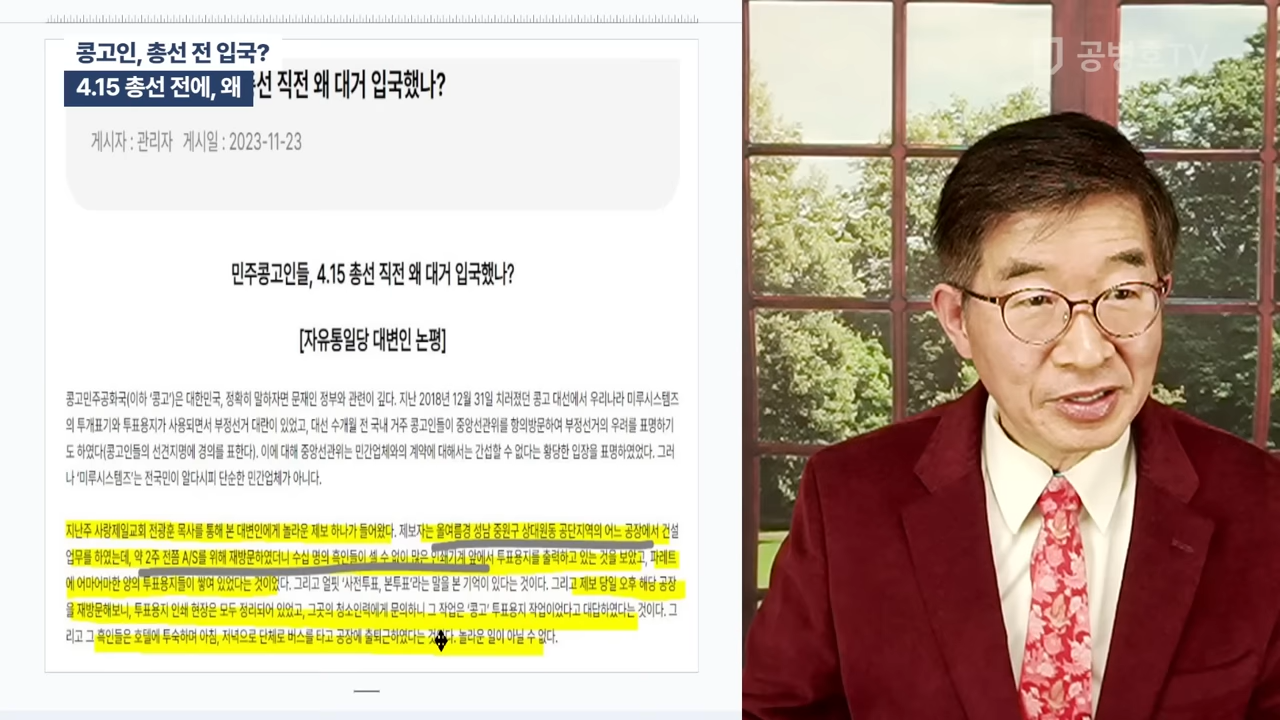 콩고인, 총선 전 입국?
4.15 총선 전에, 왜
총선 직전 왜 대거 입국했나?
게시자 : 관리자 게시일 : 2023-11-23
공병호TV
민주콩고인들, 4.15 총선 직전 왜 대거 입국했나?
[자유통일당 대변인 논평]
콩고민주공화국(이하 ‘콩고’)은 대한민국, 정확히 말하자면 문재인 정부와 관련이 깊다. 지난 2018년 12월 31일 치러졌던 콩고 대선에서 우리나라 미루시스템즈
의 투개표기와 투표용지가 사용되면서 부정선거 대란이 있었고, 대선 수개월 전 국내 거주 콩고인들이 중앙선관위를 항의방문하여 부정선거의 우려를 표명하기
도 하였다(콩고인들의 선견지명에 경의를 표한다). 이에 대해 중앙선관위는 민간업체와의 계약에 대해서는 간섭할 수 없다는 황당한 입장을 표명하였었다. 그러
나 ‘미루시스템즈’는 전국민이 알다시피 단순한 민간업체가 아니다.
지난주 사랑제일교회 전광훈 목사를 통해 본 대변인에게 놀라운 제보 하나가 들어왔다. 제보자는 올여름경 성남 중원구 상대원동 공단지역의 어느 공장에서 건설
업무를 하였는데, 약 2주 전쯤 A/S를 위해 재방문하였더니 수십 명의 흑인들이 셀 수 없이 많은 인쇄기계 앞에서 투표용지를 출력하고 있는 것을 보았고, 파레트
에 어마어마한 양의 투표용지들이 쌓여 있었다는 것이었다. 그리고 얼핏 ‘사전투표, 본투표’라는 말을 본 기억이 있다는 것이다. 그리고 제보 당일 오후 해당 공장
을 재방문해보니, 투표용지 인쇄 현장은 모두 정리되어 있었고, 그곳의 청소인력에게 문의하니 그 작업은 ‘콩고’ 투표용지 작업이었다고 대답하였다는 것이다. 그
리고 그 흑인들은 호텔에 투숙하며 아침, 저녁으로 단체로 버스를 타고 공장에 출퇴근하였다는 것이다. 놀라운 일이 아닐 수 없다.